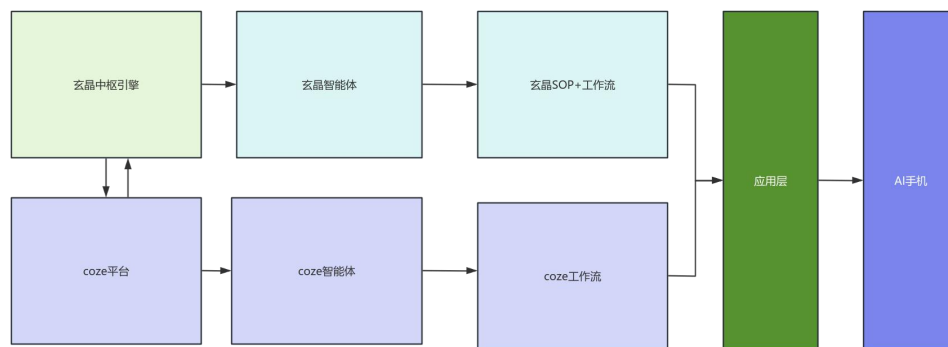 玄晶中枢引擎
玄晶智能体
玄晶SOP+工作流
应用层
AI手机
coze平台
coze智能体
coze工作流